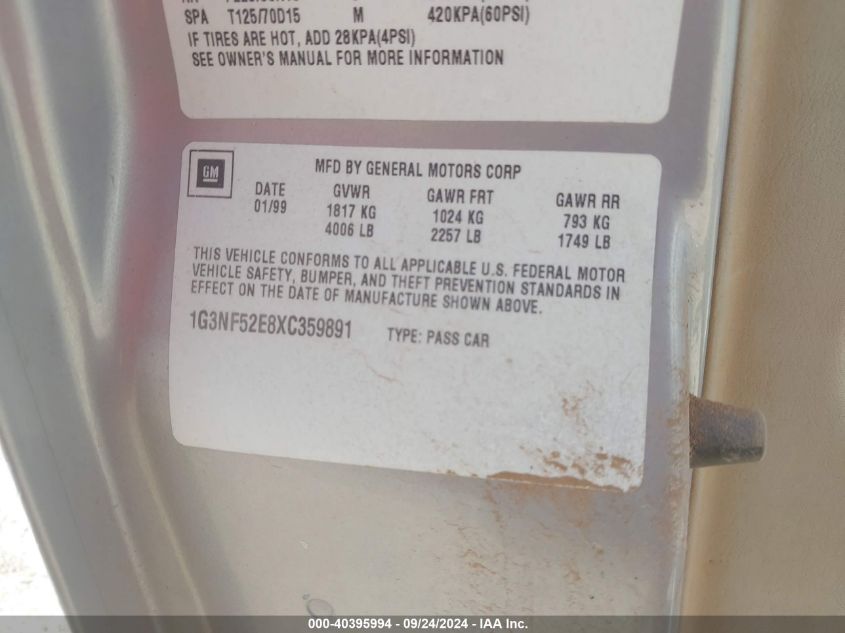 SPA T125/70D15 M 420KPA(60PSI)
IF TIRES ARE HOT, ADD 28KPA(4PSI)
SEE OWNER'S MANUAL FOR MORE INFORMATION
GM
MFD BY GENERAL MOTORS CORP
DATE GVWR GAWR FRT GAWR RR
01/99 1817 KG 1024 KG 793 KG
4006 LB 2257 LB 1749 LB
THIS VEHICLE CONFORMS TO ALL APPLICABLE U.S. FEDERAL MOTOR
VEHICLE SAFETY, BUMPER, AND THEFT PREVENTION STANDARDS IN
EFFECT ON THE DATE OF MANUFACTURE SHOWN ABOVE.
1G3NF52E8XC359891 TYPE: PASS CAR
000-40395994 - 09/24/2024 - IAA Inc.